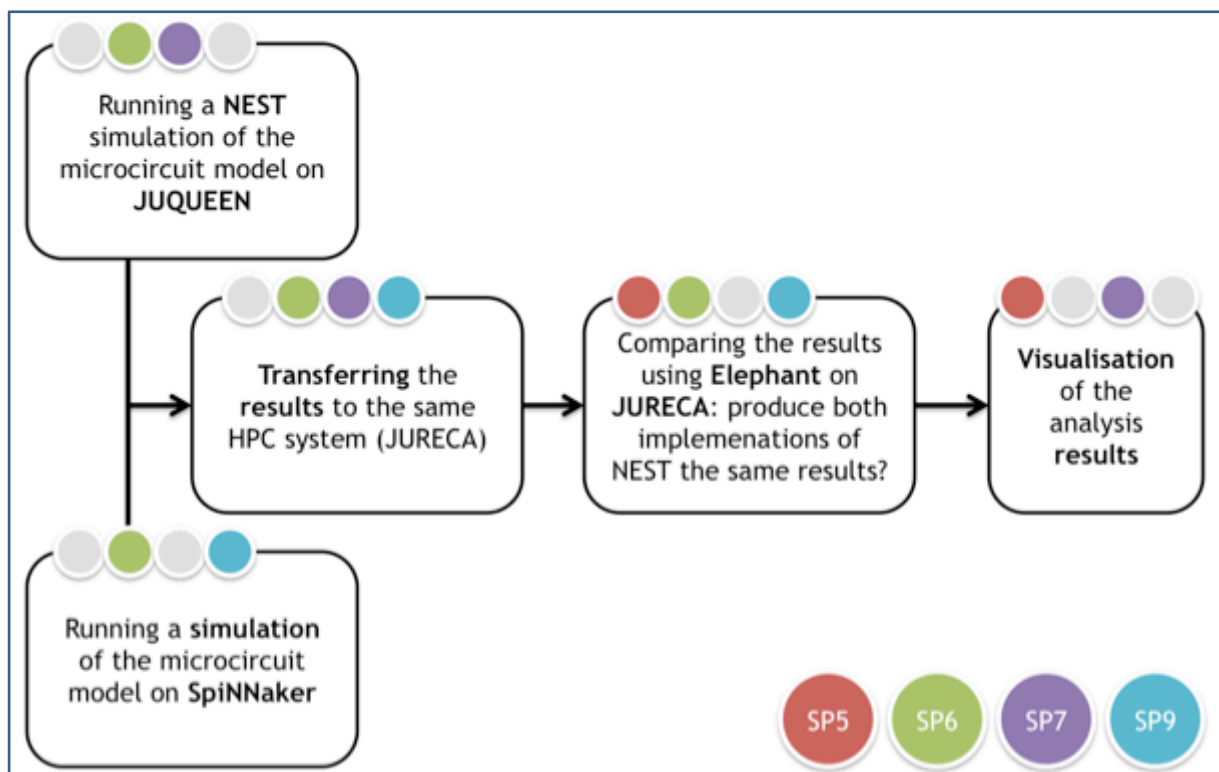 Running a NEST
simulation of the
microcircuit model on
JUQUEEN
Transferring the
results to the same
HPC system (JURECA)
Comparing the results
using Elephant on
JURECA: produce both
implemenations of
NEST the same results?
Visualisation
of the
analysis
results
Running a simulation
of the microcircuit
model on SpiNNaker
SP5
SP6
SP7
SP9